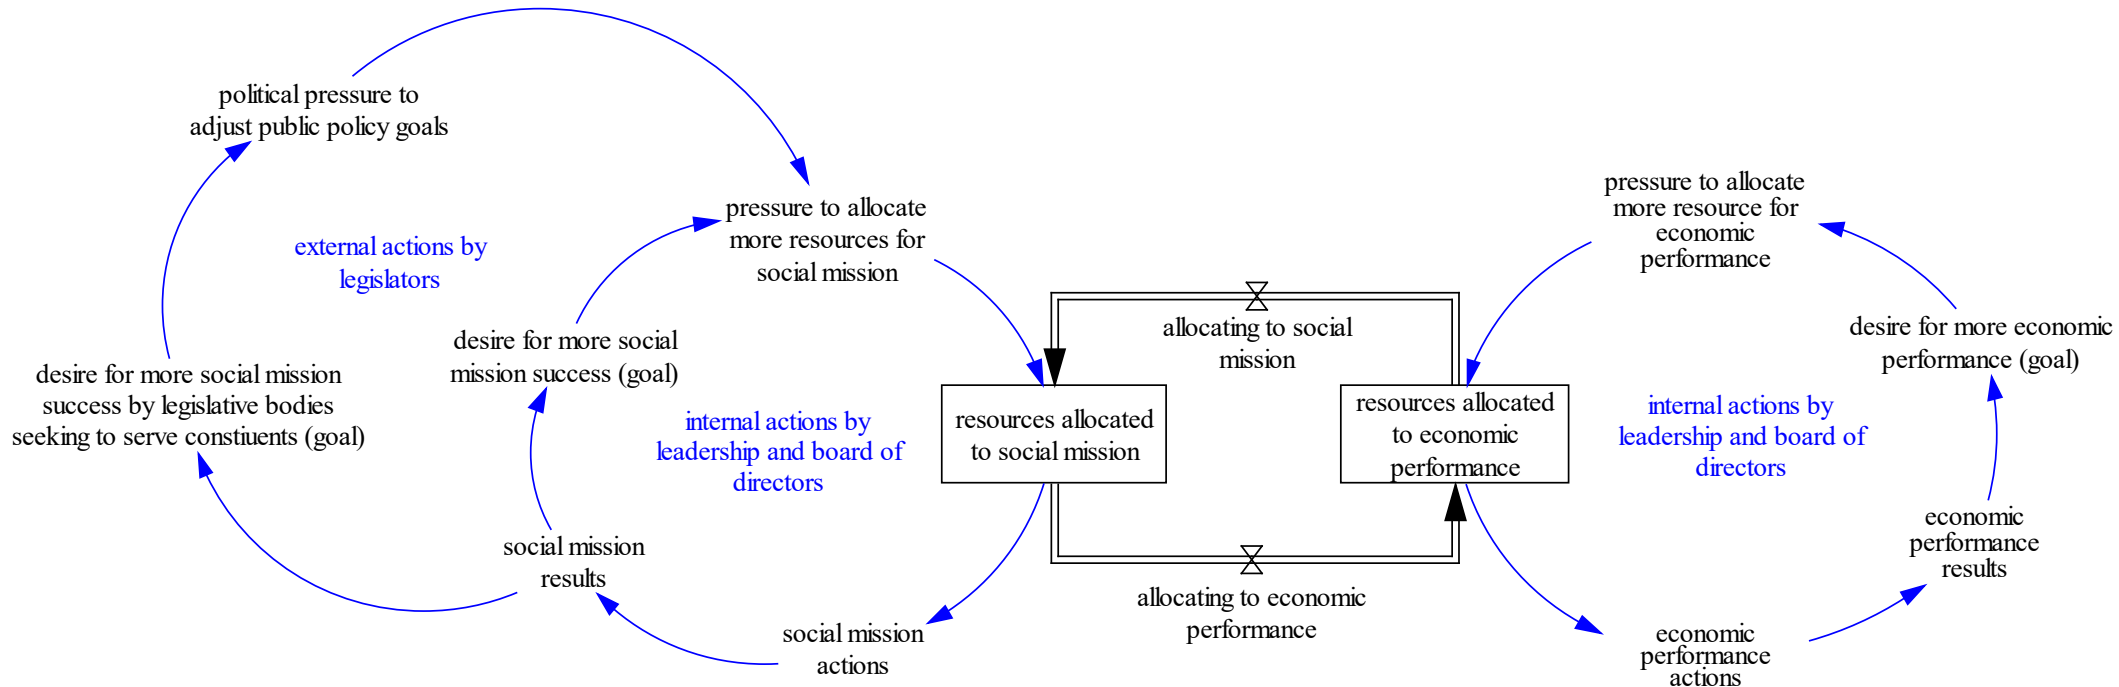 political pressure to
adjust public policy goals
pressure to allocate
more resources for
social mission
pressure to allocate
more resource for
economic
performance
external actions by
legislators
allocating to social
mission
desire for more social
mission success (goal)
desire for more economic
performance (goal)
desire for more social mission
success by legislative bodies
seeking to serve constiuents (goal)
internal actions by
leadership and board of
directors
resources allocated
to social mission
resources allocated
to economic
performance
internal actions by
leadership and board of
directors
social mission
results
economic
performance
results
allocating to economic
performance
social mission
actions
economic
performance
actions